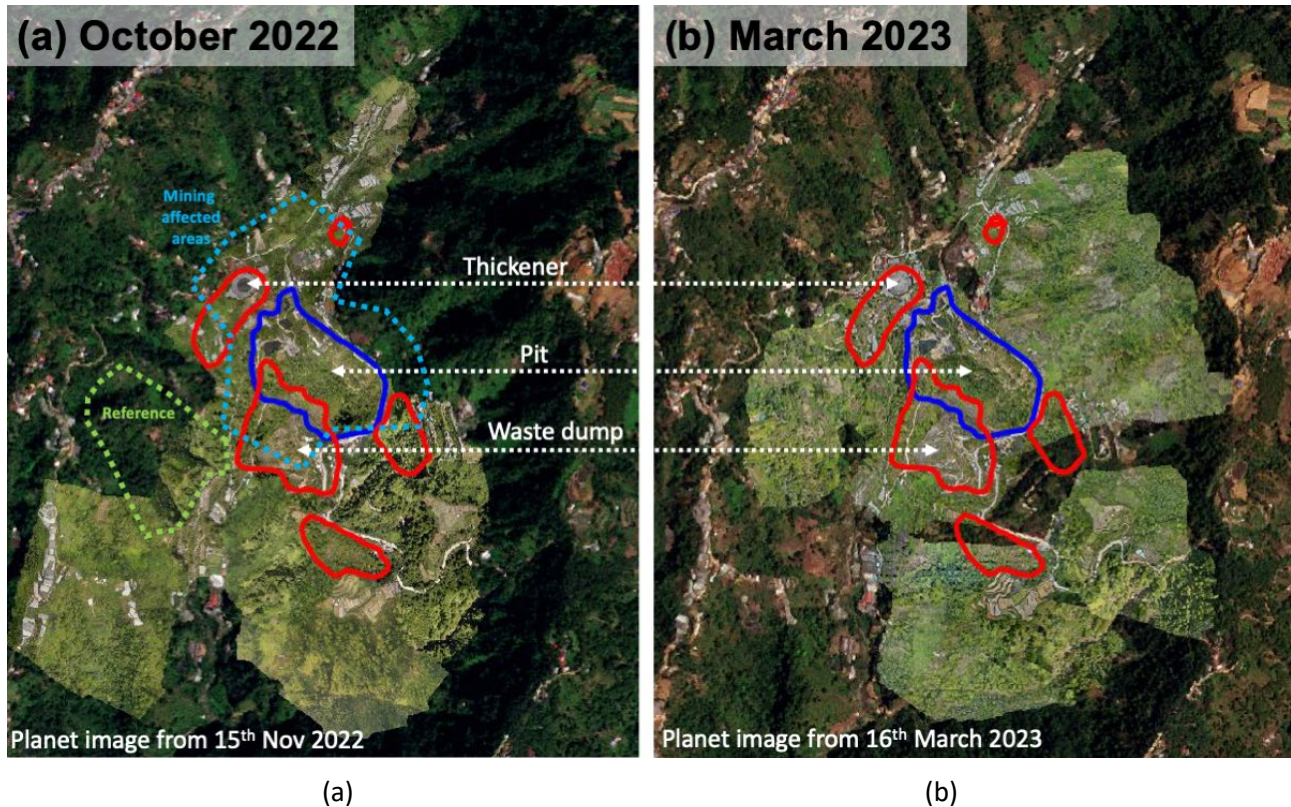 (a) October 2022
(b) March 2023
Mining
affected
areas
Thickener
Pit
Reference
Waste dump
Planet image from 15th Nov 2022
Planet image from 16th March 2023
(a)
(b)